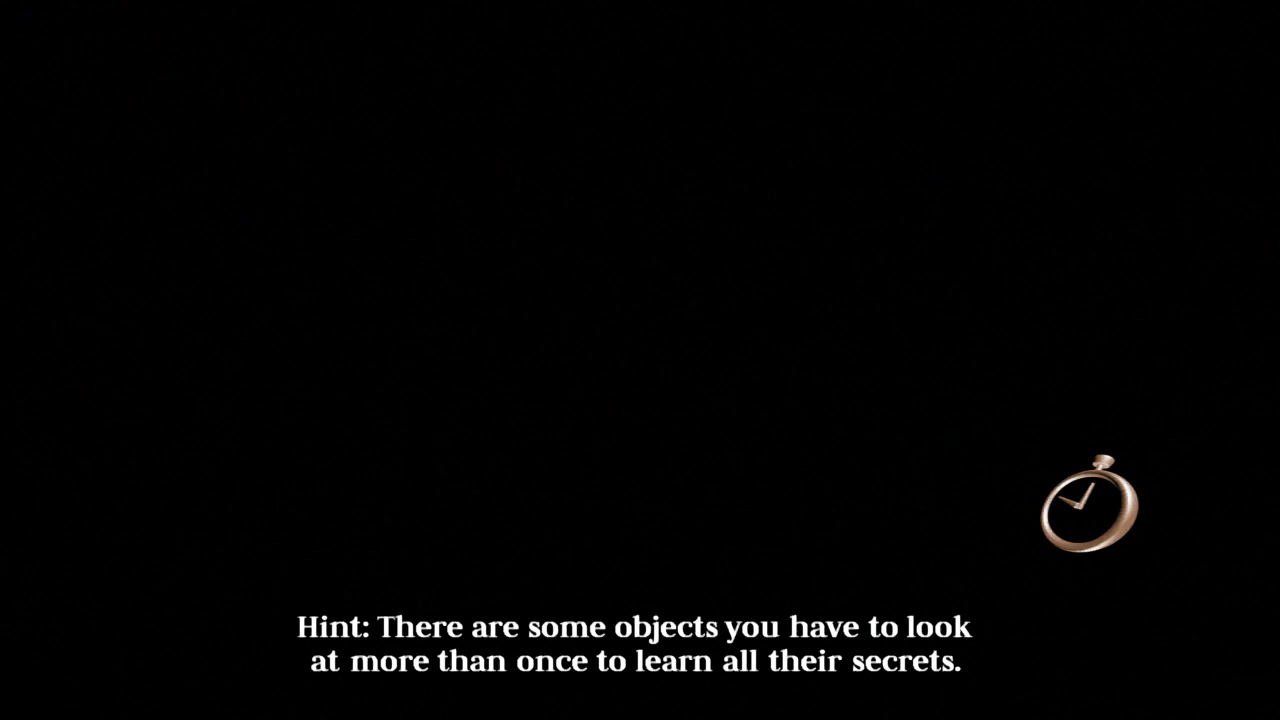 Hint: There are some objects you have to look
at more than once to learn all their secrets.